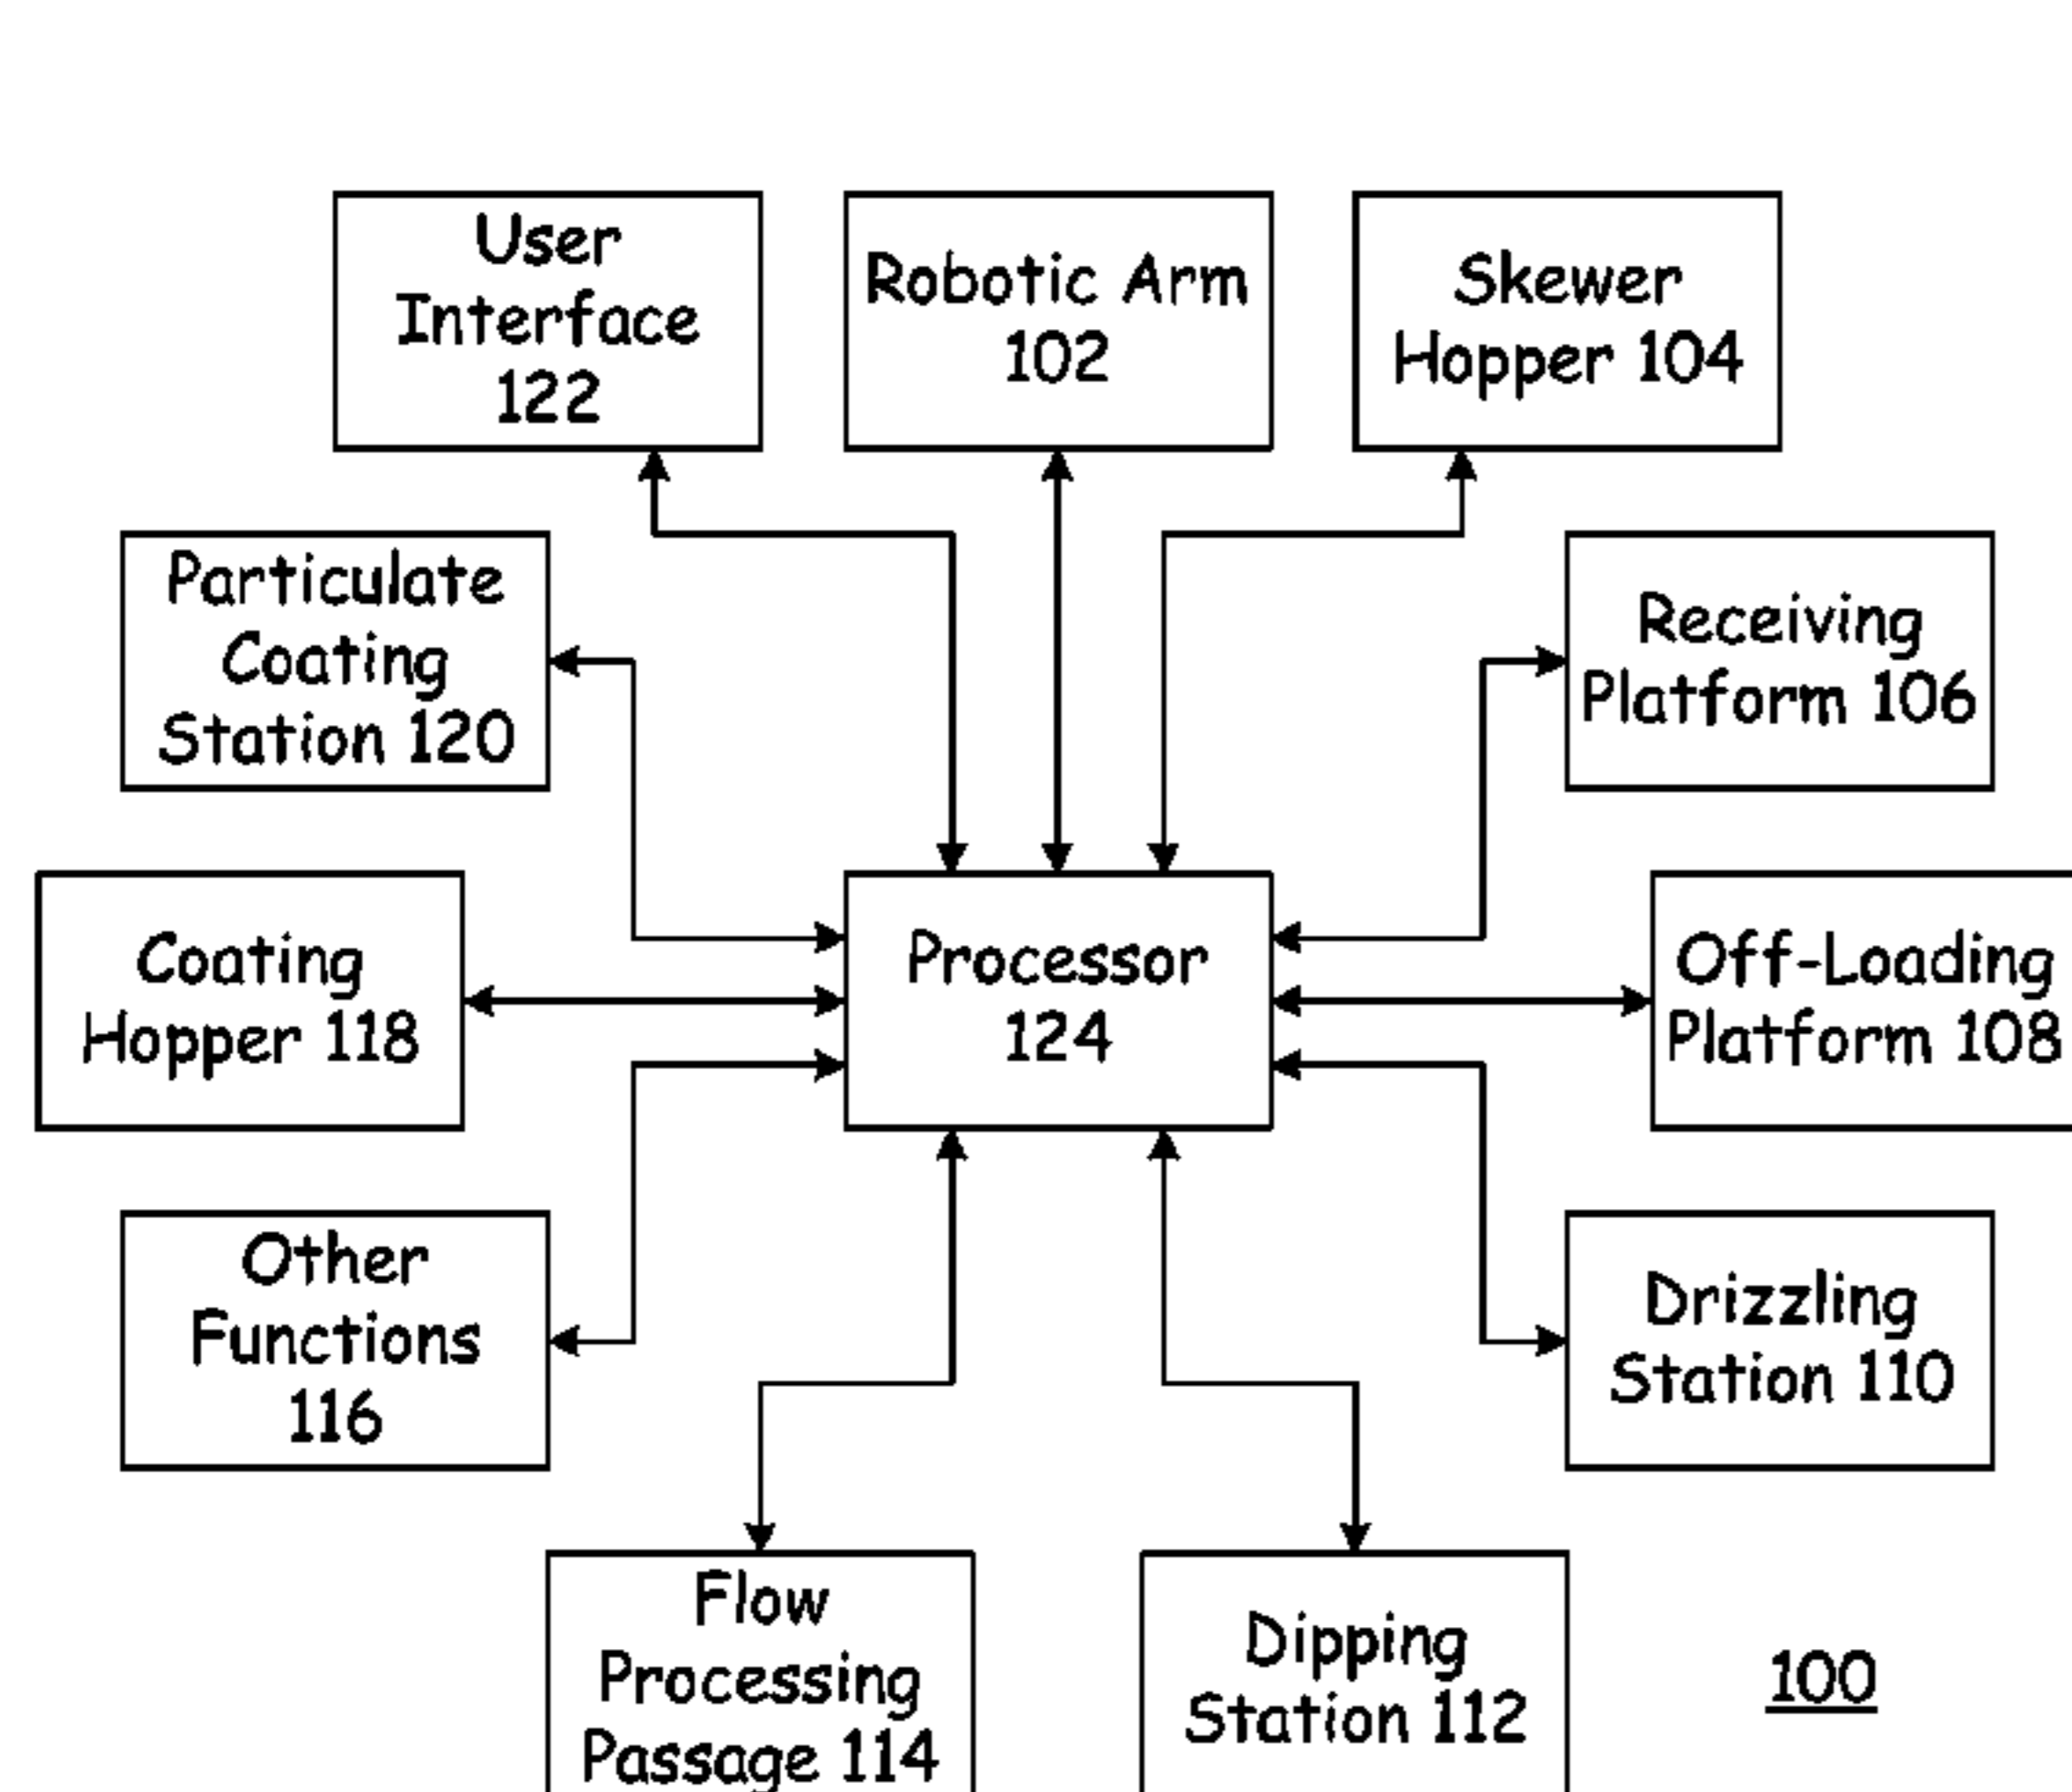 User
Interface
122
Robotic Arm
102
Skewer
Hopper 104
Particulate
Coating
Station 120
Receiving
Platform 106
Coating
Hopper 118
Processor
124
Off-Loading
Platform 108
Other
Functions
116
Drizzling
Station 110
Flow
Processing
Passage 114
Dipping
Station 112
100